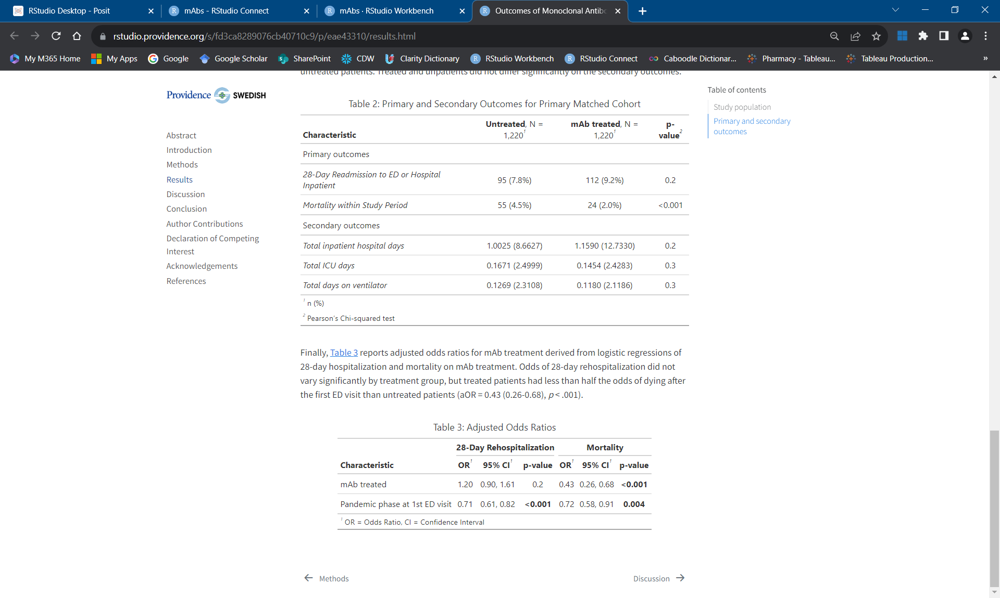 RStudio Desktop - Posit
mAbs - RStudio Connect
mAbs · RStudio Workbench
Outcomes of Monoclonal Antib
rstudio.providence.org/s/fd3ca8289076cb40710c9/p/eae43310/results.html
My M365 Home
My Apps
Google
Google Scholar
SharePoint
CDW
Clarity Dictionary
RStudio Workbench
RStudio Connect
Caboodle Dictionar...
Pharmacy - Tableau...
Tableau Production...
»
untreated patients. Treated and unpatients did not differ significantly on the secondary outcomes.
Providence SWEDISH
Abstract
Introduction
Methods
Results
Discussion
Conclusion
Author Contributions
Declaration of Competing
Interest
Acknowledgements
References
Table 2: Primary and Secondary Outcomes for Primary Matched Cohort
Characteristic Untreated, N = 1,220¹ mAb treated, N = 1,220¹ p-value²
Primary outcomes
28-Day Readmission to ED or Hospital
Inpatient 95 (7.8%) 112 (9.2%) 0.2
Mortality within Study Period 55 (4.5%) 24 (2.0%) <0.001
Secondary outcomes
Total inpatient hospital days 1.0025 (8.6627) 1.1590 (12.7330) 0.2
Total ICU days 0.1671 (2.4999) 0.1454 (2.4283) 0.3
Total days on ventilator 0.1269 (2.3108) 0.1180 (2.1186) 0.3
¹ n (%)
² Pearson's Chi-squared test
Finally, Table 3 reports adjusted odds ratios for mAb treatment derived from logistic regressions of
28-day hospitalization and mortality on mAb treatment. Odds of 28-day rehospitalization did not
vary significantly by treatment group, but treated patients had less than half the odds of dying after
the first ED visit than untreated patients (aOR = 0.43 (0.26-0.68), p < .001).
Table 3: Adjusted Odds Ratios
28-Day Rehospitalization Mortality
Characteristic OR¹ 95% CI¹ p-value OR¹ 95% CI¹ p-value
mAb treated 1.20 0.90, 1.61 0.2 0.43 0.26, 0.68 <0.001
Pandemic phase at 1st ED visit 0.71 0.61, 0.82 <0.001 0.72 0.58, 0.91 0.004
¹ OR = Odds Ratio, CI = Confidence Interval
← Methods
Discussion →
Table of contents
Study population
Primary and secondary
outcomes